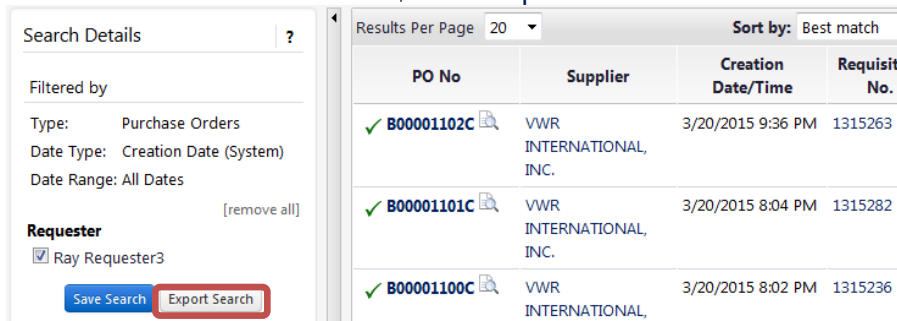 Search Details ?
Filtered by
Type: Purchase Orders
Date Type: Creation Date (System)
Date Range: All Dates
[remove all]
Requester
Ray Requester3
Save Search Export Search
Results Per Page 20 Sort by: Best match
PO No Supplier Creation Date/Time Requisit No.
B00001102C VWR INTERNATIONAL, INC. 3/20/2015 9:36 PM 1315263
B00001101C VWR INTERNATIONAL, INC. 3/20/2015 8:04 PM 1315282
B00001100C VWR INTERNATIONAL, 3/20/2015 8:02 PM 1315236